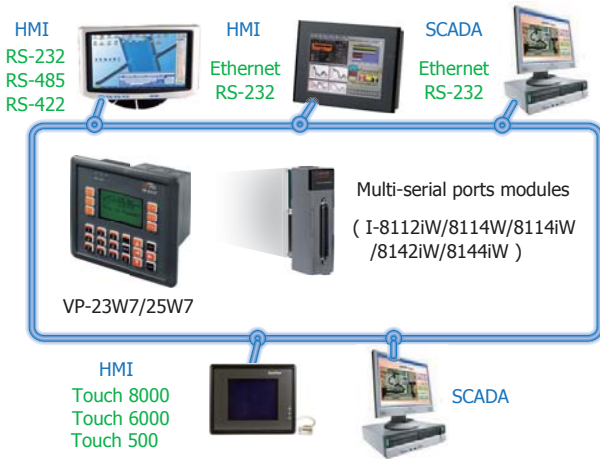 HMI
RS-232
RS-485
RS-422
HMI
Ethernet
RS-232
SCADA
Ethernet
RS-232
Multi-serial ports modules
( I-8112iW/8114W/8114iW
/8142iW/8144iW )
VP-23W7/25W7
HMI
Touch 8000
Touch 6000
Touch 500
SCADA